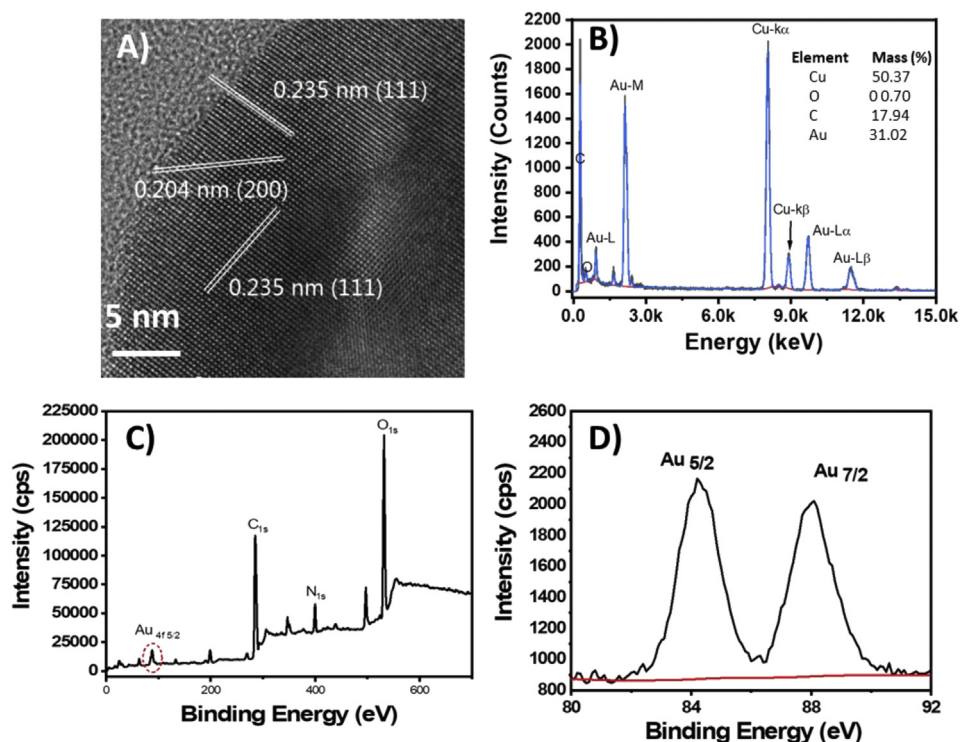 A)
0.235 nm (111)
0.204 nm (200)
0.235 nm (111)
5 nm
B)
Intensity (Counts)
2200
2000
1800
1600
1400
1200
1000
800
600
400
200
0
C
O
Au-L
Au-M
Cu-kα
Cu-kβ
Au-Lα
Au-Lβ
Element Mass (%)
Cu 50.37
O 0 0.70
C 17.94
Au 31.02
0.0 3.0k 6.0k 9.0k 12.0k 15.0k
Energy (keV)
C)
Intensity (cps)
225000
200000
175000
150000
125000
100000
75000
50000
25000
0
Au 4f 5/2
C1s
N1s
O1s
0 200 400 600
Binding Energy (eV)
D)
Intensity (cps)
2600
2400
2200
2000
1800
1600
1400
1200
1000
800
Au 5/2
Au 7/2
80 84 88 92
Binding Energy (eV)